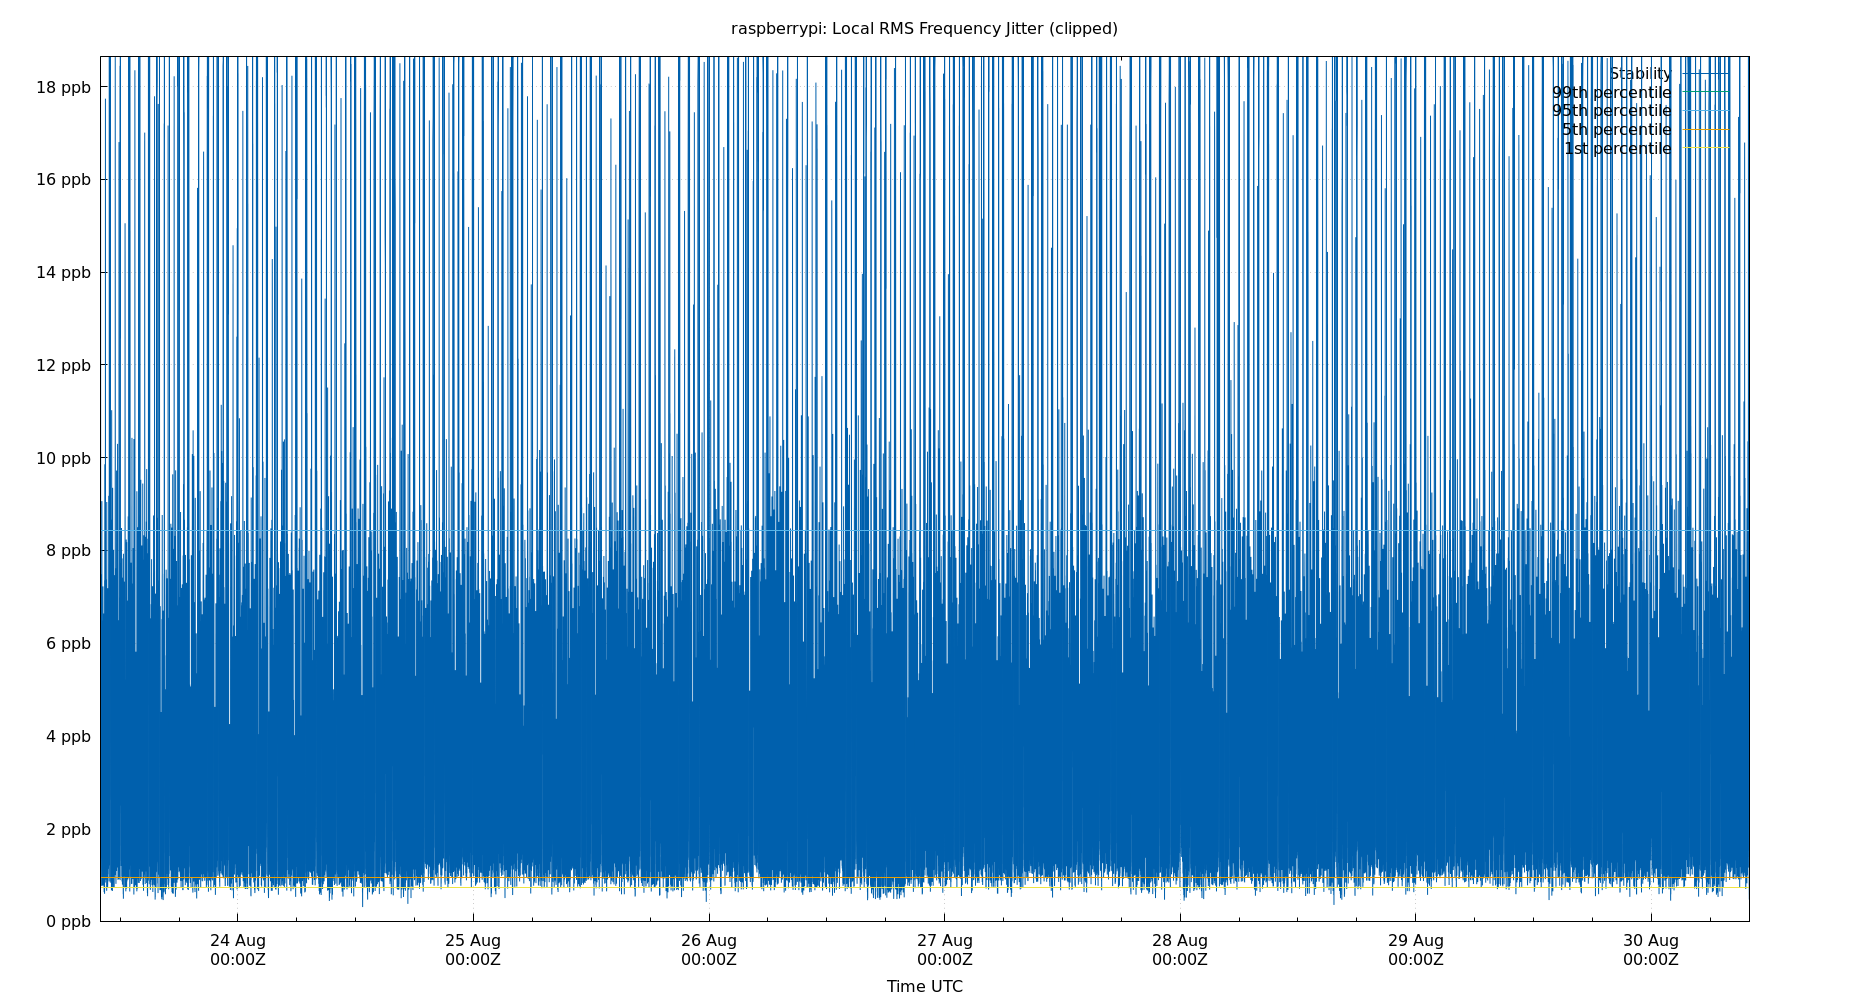 raspberrypi: Local RMS Frequency Jitter (clipped)
Stability
99th percentile
95th percentile
5th percentile
1st percentile
18 ppb
16 ppb
14 ppb
12 ppb
10 ppb
8 ppb
6 ppb
4 ppb
2 ppb
0 ppb
24 Aug 25 Aug 26 Aug 27 Aug 28 Aug 29 Aug 30 Aug
00:00Z 00:00Z 00:00Z 00:00Z 00:00Z 00:00Z 00:00Z
Time UTC